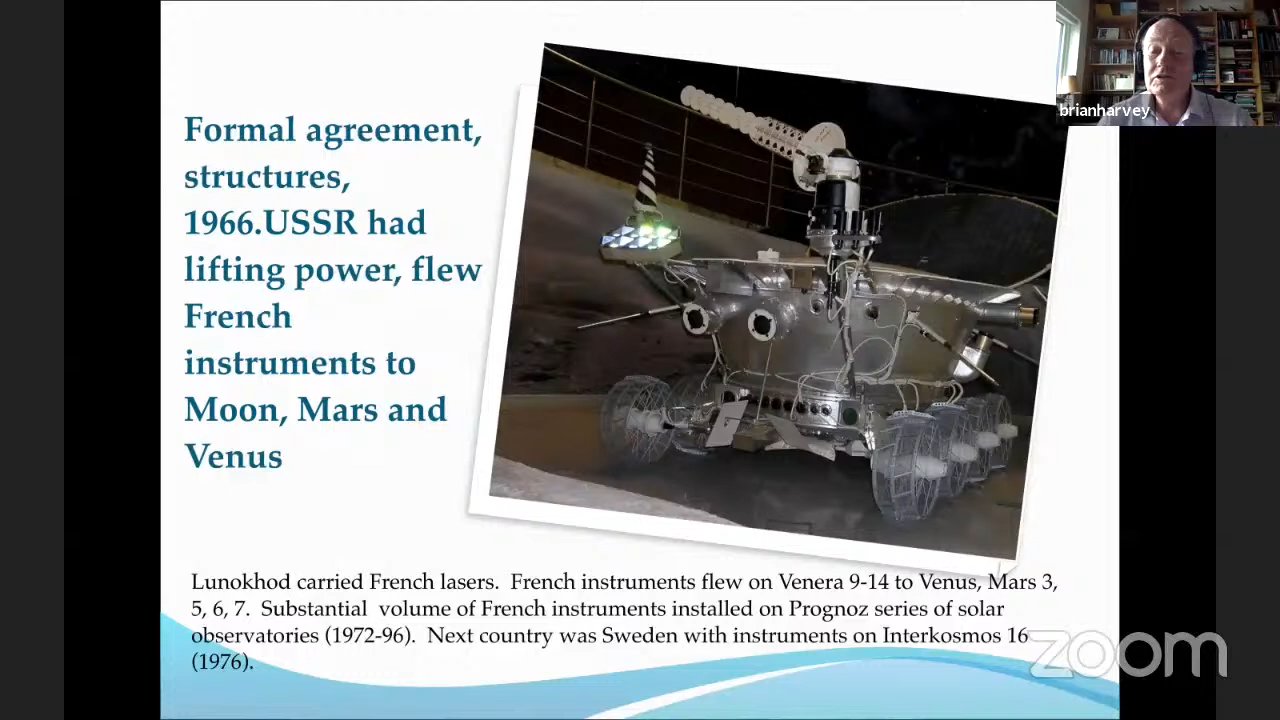 Formal agreement,
structures,
1966.USSR had
lifting power, flew
French
instruments to
Moon, Mars and
Venus
brianharvey
Lunokhod carried French lasers.  French instruments flew on Venera 9-14 to Venus, Mars 3,
5, 6, 7.  Substantial  volume of French instruments installed on Prognoz series of solar
observatories (1972-96).  Next country was Sweden with instruments on Interkosmos 16
(1976).
zoom